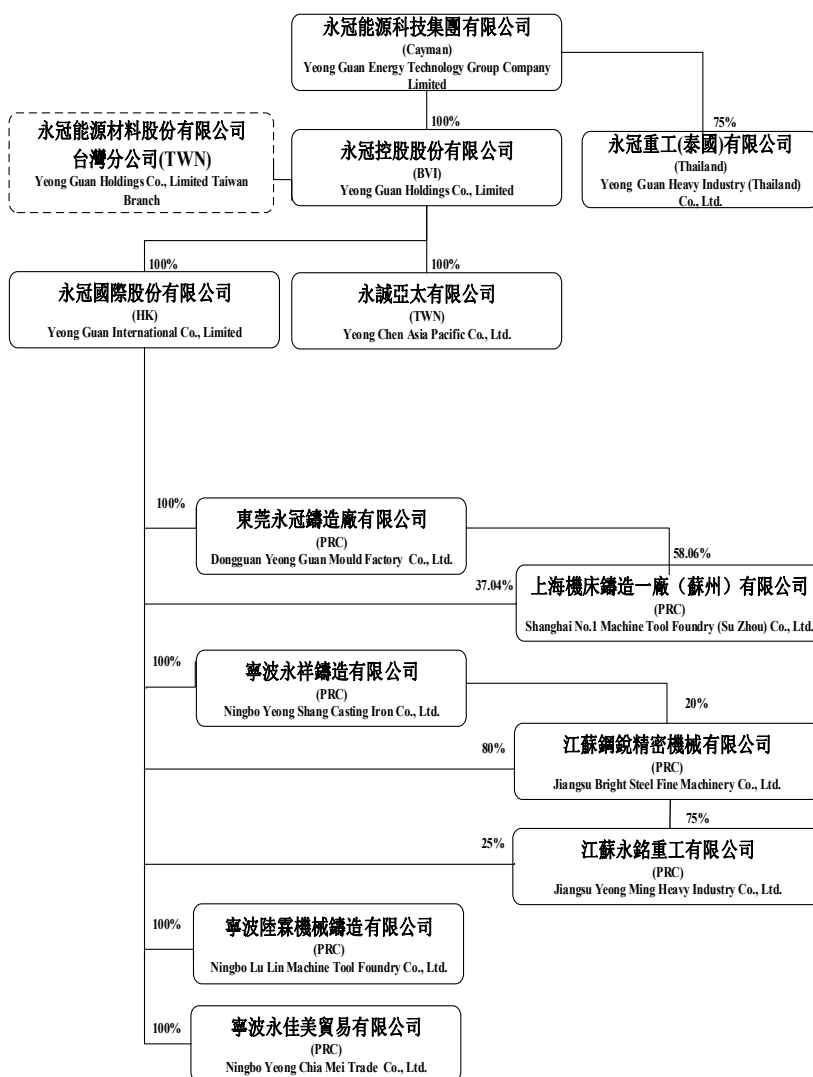 永冠能源科技集團有限公司
(Cayman)
Yeong Guan Energy Technology Group Company
Limited
100%
75%
永冠能源材料股份有限公司
台灣分公司(TWN)
Yeong Guan Holdings Co., Limited Taiwan
Branch
永冠控股股份有限公司
(BVI)
Yeong Guan Holdings Co., Limited
永冠重工(泰國)有限公司
(Thailand)
Yeong Guan Heavy Industry (Thailand)
Co., Ltd.
100%
100%
永冠國際股份有限公司
(HK)
Yeong Guan International Co., Limited
永誠亞太有限公司
(TWN)
Yeong Chen Asia Pacific Co., Ltd.
100%
東莞永冠鑄造廠有限公司
(PRC)
Dongguan Yeong Guan Mould Factory Co., Ltd.
58.06%
37.04%
上海機床鑄造一廠（蘇州）有限公司
(PRC)
Shanghai No.1 Machine Tool Foundry (Su Zhou) Co., Ltd.
100%
寧波永祥鑄造有限公司
(PRC)
Ningbo Yeong Shang Casting Iron Co., Ltd.
20%
80%
江蘇鋼銳精密機械有限公司
(PRC)
Jiangsu Bright Steel Fine Machinery Co., Ltd.
75%
25%
江蘇永銘重工有限公司
(PRC)
Jiangsu Yeong Ming Heavy Industry Co., Ltd.
100%
寧波陸霖機械鑄造有限公司
(PRC)
Ningbo Lu Lin Machine Tool Foundry Co., Ltd.
100%
寧波永佳美貿易有限公司
(PRC)
Ningbo Yeong Chia Mei Trade Co., Ltd.